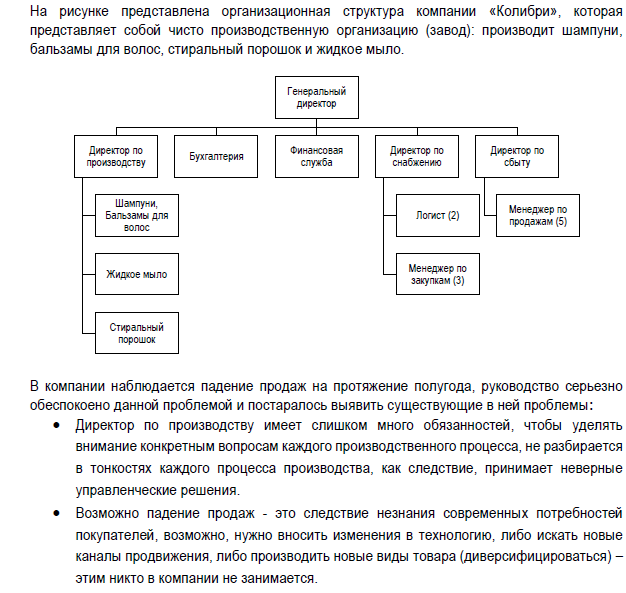 На рисунке представлена организационная структура компании «Колибри», которая
представляет собой чисто производственную организацию (завод): производит шампуни,
бальзамы для волос, стиральный порошок и жидкое мыло.
Генеральный
директор
Директор по
производству
Бухгалтерия
Финансовая
служба
Директор по
снабжению
Директор по
сбыту
Шампуни,
Бальзамы для
волос
Логист (2)
Менеджер по
продажам (5)
Жидкое мыло
Менеджер по
закупкам (3)
Стиральный
порошок
В компании наблюдается падение продаж на протяжение полугода, руководство серьезно
обеспокоено данной проблемой и постаралось выявить существующие в ней проблемы:
• Директор по производству имеет слишком много обязанностей, чтобы уделять
внимание конкретным вопросам каждого производственного процесса, не разбирается
в тонкостях каждого процесса производства, как следствие, принимает неверные
управленческие решения.
• Возможно падение продаж - это следствие незнания современных потребностей
покупателей, возможно, нужно вносить изменения в технологию, либо искать новые
каналы продвижения, либо производить новые виды товара (диверсифицироваться) –
этим никто в компании не занимается.